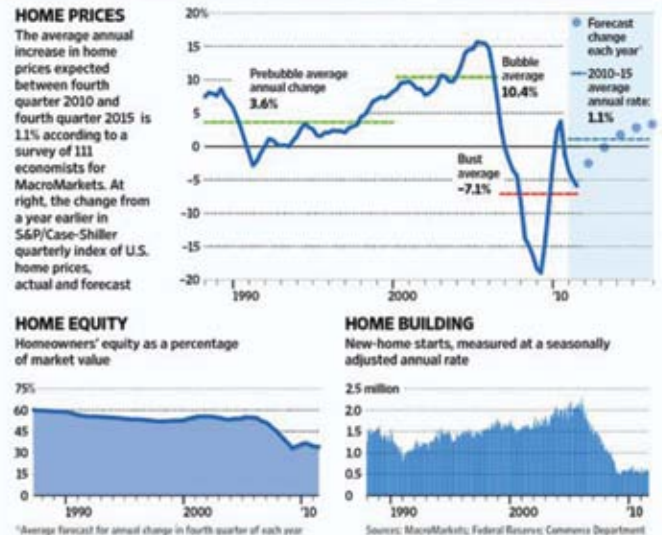 HOME PRICES
The average annual
increase in home
prices expected
between fourth
quarter 2010 and
fourth quarter 2015 is
1.1% according to a
survey of 111
economists for
MacroMarkets. At
right, the change from
a year earlier in
S&P/Case-Shiller
quarterly index of U.S.
home prices,
actual and forecast
20%
15
10
5
0
-5
-10
-15
-20
Prebubble average
annual change
3.6%
Bubble
average
10.4%
Bust
average
-7.1%
Forecast
change
each year*
2010-15
average
annual rate:
1.1%
1990
2000
'10
HOME EQUITY
Homeowners' equity as a percentage
of market value
75%
60
45
30
15
0
1990
2000
'10
HOME BUILDING
New-home starts, measured at a seasonally
adjusted annual rate
2.5 million
2.0
1.5
1.0
0.5
0
1990
2000
'10
*Average forecast for annual change in fourth quarter of each year
Sources: MacroMarkets; Federal Reserve; Commerce Department